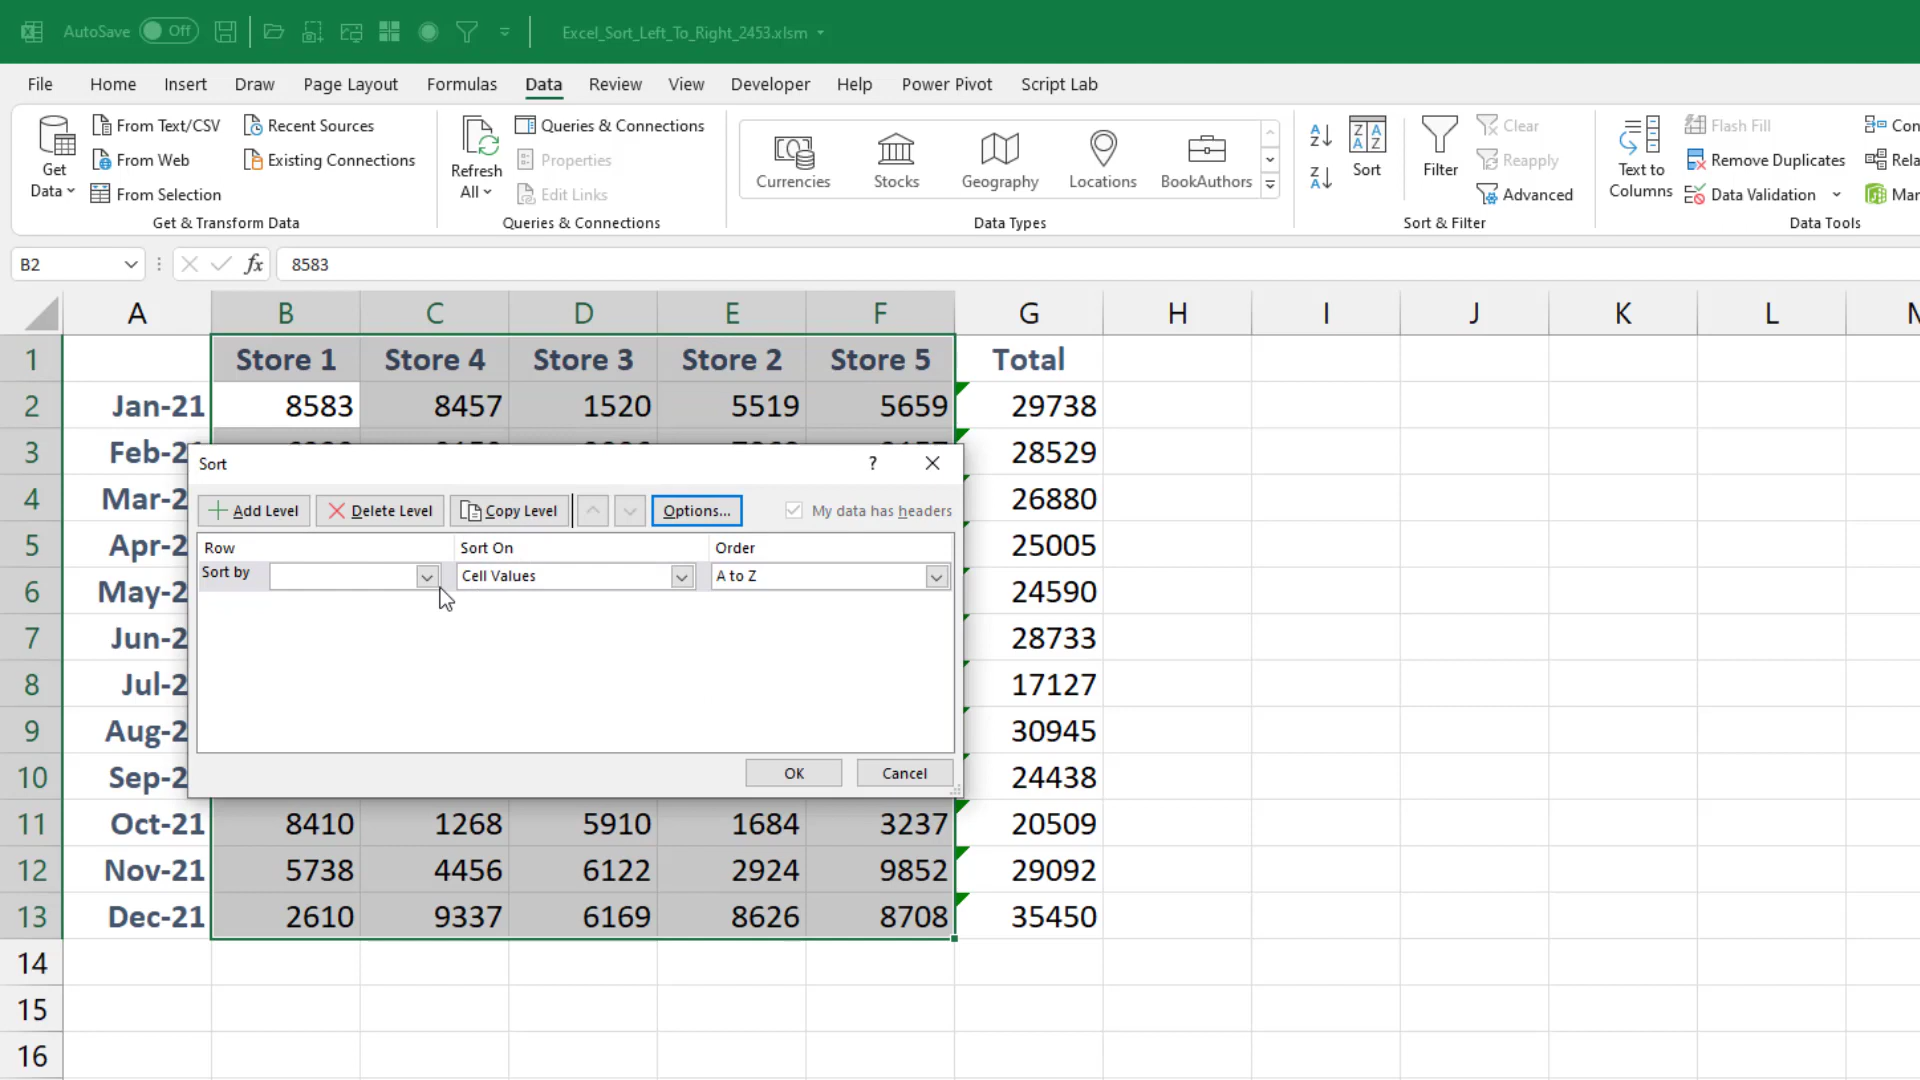 AutoSave Off Excel_Sort_Left_To_Right_2453.xlsm
File Home Insert Draw Page Layout Formulas Data Review View Developer Help Power Pivot Script Lab
Get Data
From Text/CSV
From Web
From Selection
Recent Sources
Existing Connections
Get & Transform Data
Refresh All
Queries & Connections
Properties
Edit Links
Queries & Connections
Currencies Stocks Geography Locations BookAuthors
Data Types
Sort
Filter
Clear
Reapply
Advanced
Sort & Filter
Text to Columns
Flash Fill
Remove Duplicates
Data Validation
Con
Rela
Mar
Data Tools
B2 fx 8583
A B C D E F G H I J K L
1 Store 1 Store 4 Store 3 Store 2 Store 5 Total
2 Jan-21 8583 8457 1520 5519 5659 29738
3 Feb-2 28529
4 Mar-2 26880
5 Apr-2 25005
6 May-2 24590
7 Jun-2 28733
8 Jul-2 17127
9 Aug-2 30945
10 Sep-2 24438
11 Oct-21 8410 1268 5910 1684 3237 20509
12 Nov-21 5738 4456 6122 2924 9852 29092
13 Dec-21 2610 9337 6169 8626 8708 35450
14
15
16
Sort ?
Add Level Delete Level Copy Level Options... My data has headers
Row Sort On Order
Sort by Cell Values A to Z
OK Cancel